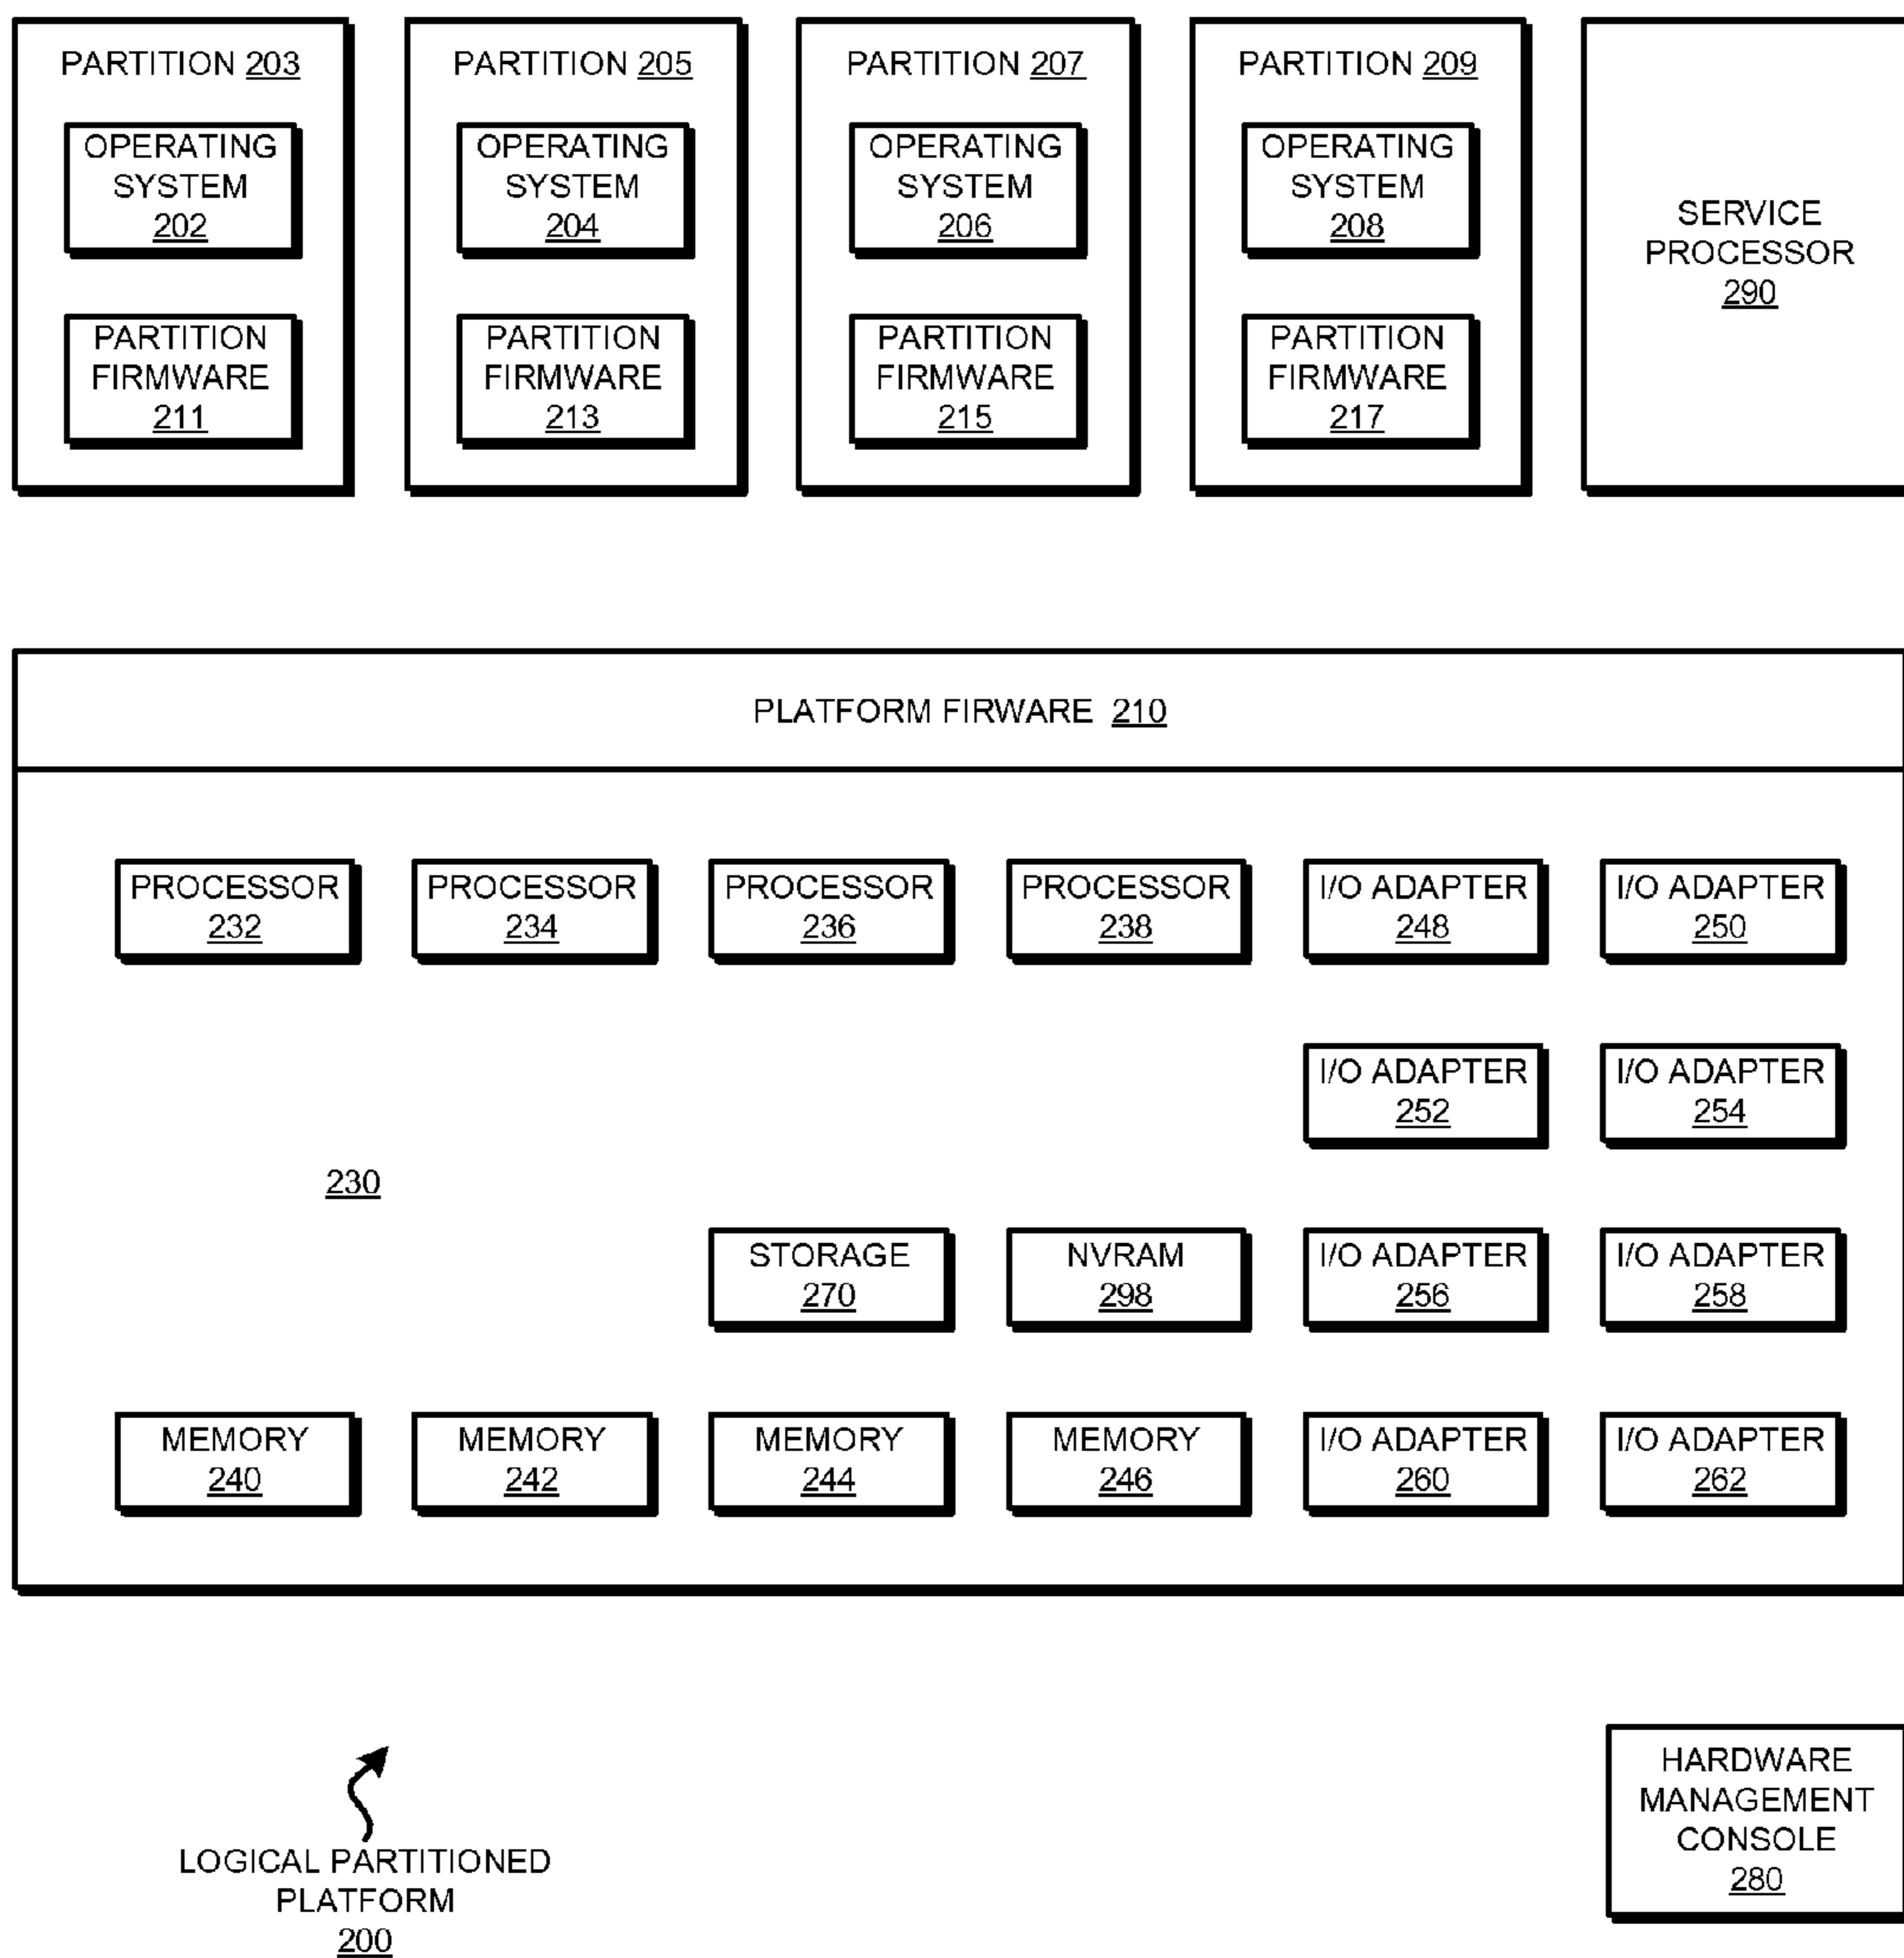 PARTITION 203
OPERATING
SYSTEM
202
PARTITION
FIRMWARE
211
PARTITION 205
OPERATING
SYSTEM
204
PARTITION
FIRMWARE
213
PARTITION 207
OPERATING
SYSTEM
206
PARTITION
FIRMWARE
215
PARTITION 209
OPERATING
SYSTEM
208
PARTITION
FIRMWARE
217
SERVICE
PROCESSOR
290
PLATFORM FIRWARE 210
PROCESSOR
232
PROCESSOR
234
PROCESSOR
236
PROCESSOR
238
I/O ADAPTER
248
I/O ADAPTER
250
I/O ADAPTER
252
I/O ADAPTER
254
230
STORAGE
270
NVRAM
298
I/O ADAPTER
256
I/O ADAPTER
258
MEMORY
240
MEMORY
242
MEMORY
244
MEMORY
246
I/O ADAPTER
260
I/O ADAPTER
262
LOGICAL PARTITIONED
PLATFORM
200
HARDWARE
MANAGEMENT
CONSOLE
280